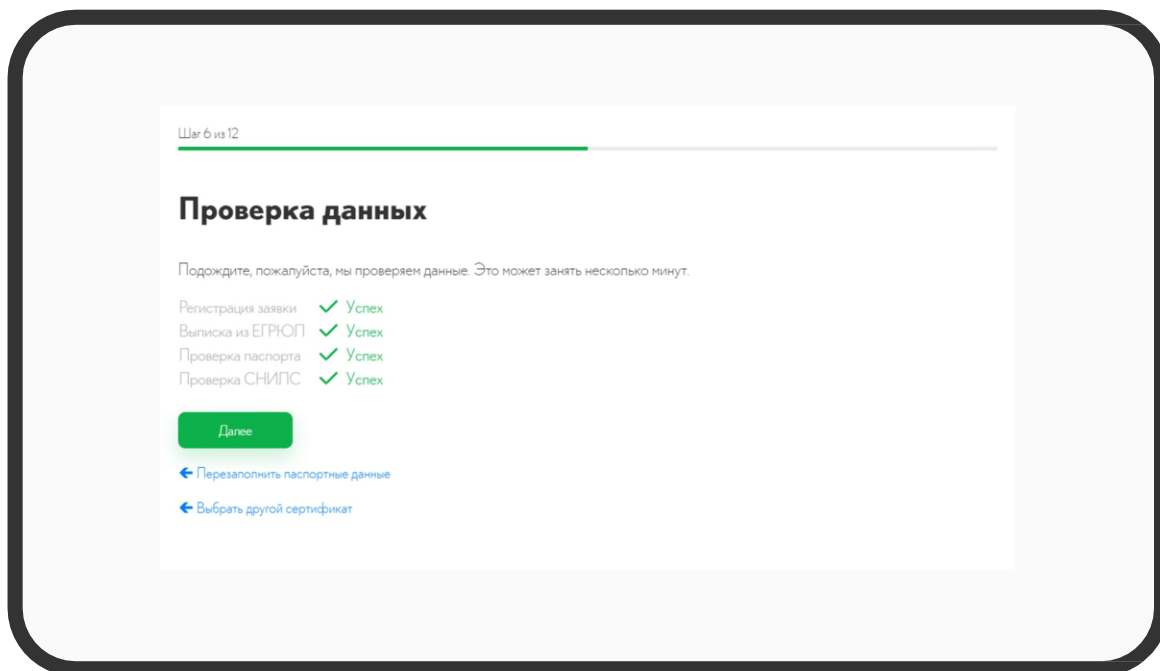 Шаг 6 из 12
Проверка данных
Подождите, пожалуйста, мы проверяем данные. Это может занять несколько минут.
Регистрация заявки Успех
Выписка из ЕГРЮЛ Успех
Проверка паспорта Успех
Проверка СНИЛС Успех
Далее
Перезаполнить паспортные данные
Выбрать другой сертификат